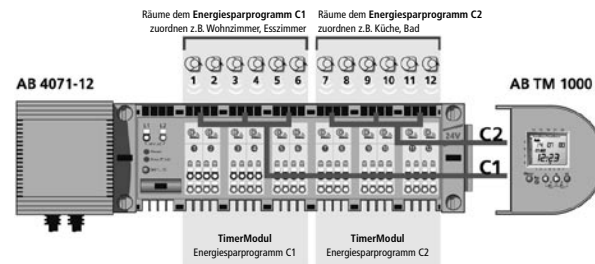 Räume dem Energiesparprogramm C1
zuordnen z.B. Wohnzimmer, Esszimmer
Räume dem Energiesparprogramm C2
zuordnen z.B. Küche, Bad
1 2 3 4 5 6 7 8 9 10 11 12
AB 4071-12
AB TM 1000
L1 L2
24V
C2
C1
12:23
TimerModul
Energiesparprogramm C1
TimerModul
Energiesparprogramm C2